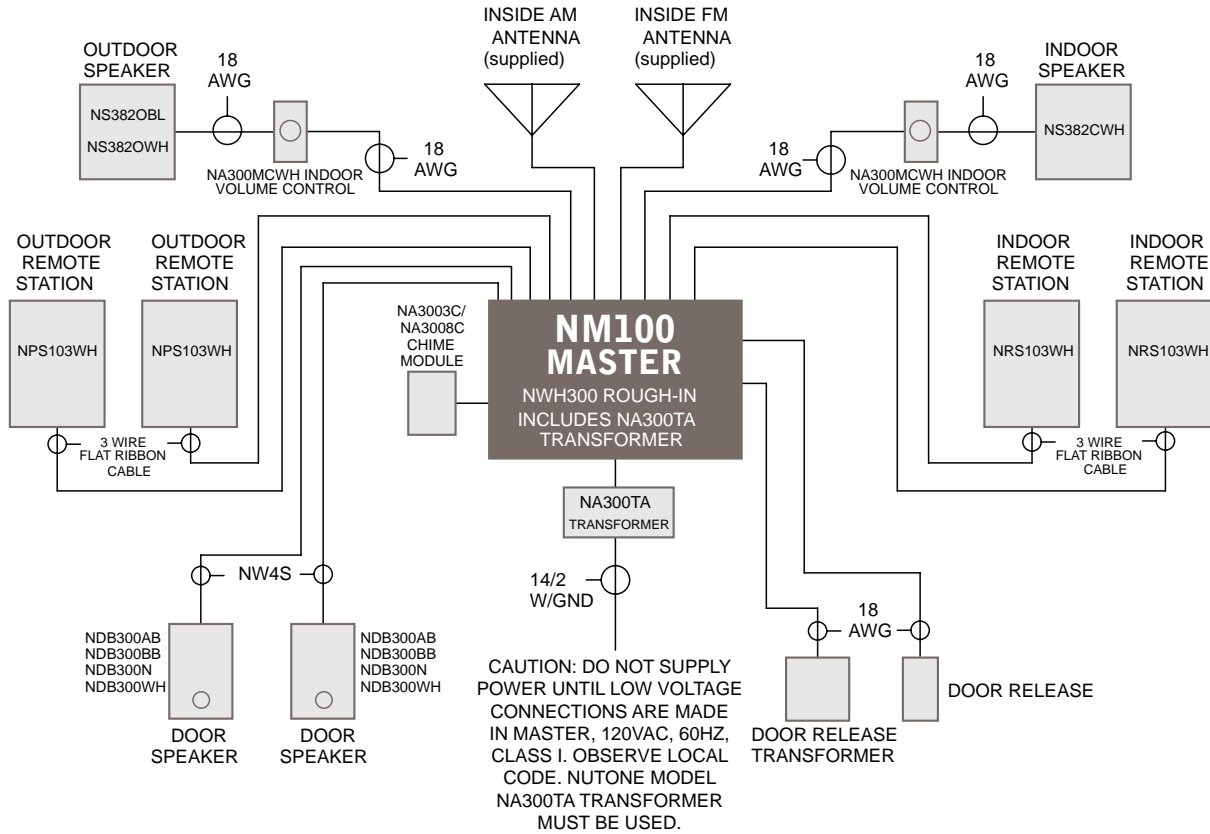 INSIDE AM
ANTENNA
(supplied)
INSIDE FM
ANTENNA
(supplied)
OUTDOOR
SPEAKER
NS382OBL
NS382OWH
18
AWG
NA300MCWH INDOOR
VOLUME CONTROL
18
AWG
18
AWG
NA300MCWH INDOOR
VOLUME CONTROL
18
AWG
INDOOR
SPEAKER
NS382CWH
OUTDOOR
REMOTE
STATION
NPS103WH
OUTDOOR
REMOTE
STATION
NPS103WH
3 WIRE
FLAT RIBBON
CABLE
NA3003C/
NA3008C
CHIME
MODULE
NM100
MASTER
NWH300 ROUGH-IN
INCLUDES NA300TA
TRANSFORMER
INDOOR
REMOTE
STATION
NRS103WH
INDOOR
REMOTE
STATION
NRS103WH
3 WIRE
FLAT RIBBON
CABLE
NA300TA
TRANSFORMER
14/2
W/GND
NW4S
NDB300AB
NDB300BB
NDB300N
NDB300WH
DOOR
SPEAKER
NDB300AB
NDB300BB
NDB300N
NDB300WH
DOOR
SPEAKER
CAUTION: DO NOT SUPPLY
POWER UNTIL LOW VOLTAGE
CONNECTIONS ARE MADE
IN MASTER, 120VAC, 60HZ,
CLASS I. OBSERVE LOCAL
CODE. NUTONE MODEL
NA300TA TRANSFORMER
MUST BE USED.
18
AWG
DOOR RELEASE
TRANSFORMER
DOOR RELEASE